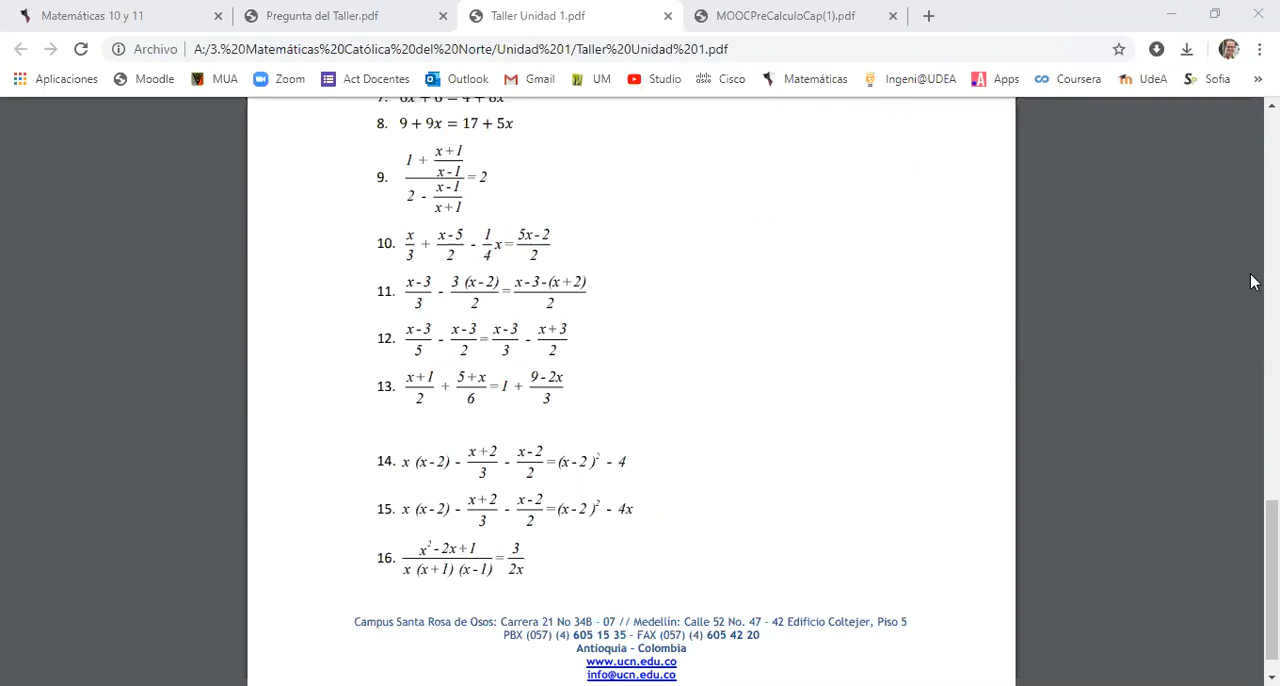 Matemáticas 10 y 11
Pregunta del Taller.pdf
Taller Unidad 1.pdf
MOOCPreCalculoCap(1).pdf
Archivo | A:/3.%20Matemáticas%20Católica%20del%20Norte/Unidad%201/Taller%20Unidad%201.pdf
Aplicaciones Moodle MUA Zoom Act Docentes Outlook Gmail UM Studio Cisco Matemáticas Ingeni@UDEA Apps Coursera UdeA Sofia »
7. 6x + 6 = 4 + 8x
8. 9 + 9x = 17 + 5x
9. (1 + (x+1)/(x-1)) / (2 - (x-1)/(x+1)) = 2
10. x/3 + (x-5)/2 - 1/4 x = (5x-2)/2
11. (x-3)/3 - 3 (x-2)/2 = (x-3-(x+2))/2
12. (x-3)/5 - (x-3)/2 = (x-3)/3 - (x+3)/2
13. (x+1)/2 + (5+x)/6 = 1 + (9-2x)/3
14. x (x-2) - (x+2)/3 - (x-2)/2 = (x-2)² - 4
15. x (x-2) - (x+2)/3 - (x-2)/2 = (x-2)² - 4x
16. (x²-2x+1)/(x (x+1) (x-1)) = 3/2x
Campus Santa Rosa de Osos: Carrera 21 No 34B - 07 // Medellín: Calle 52 No. 47 - 42 Edificio Coltejer, Piso 5
PBX (057) (4) 605 15 35 - FAX (057) (4) 605 42 20
Antioquia - Colombia
www.ucn.edu.co
info@ucn.edu.co